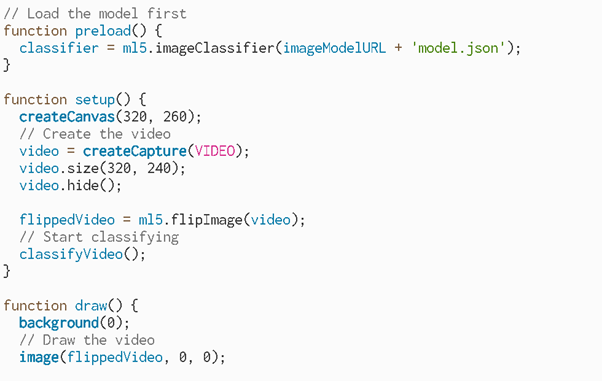 // Load the model first
function preload() {
  classifier = ml5.imageClassifier(imageModelURL + 'model.json');
}

function setup() {
  createCanvas(320, 260);
  // Create the video
  video = createCapture(VIDEO);
  video.size(320, 240);
  video.hide();

  flippedVideo = ml5.flipImage(video);
  // Start classifying
  classifyVideo();
}

function draw() {
  background(0);
  // Draw the video
  image(flippedVideo, 0, 0);